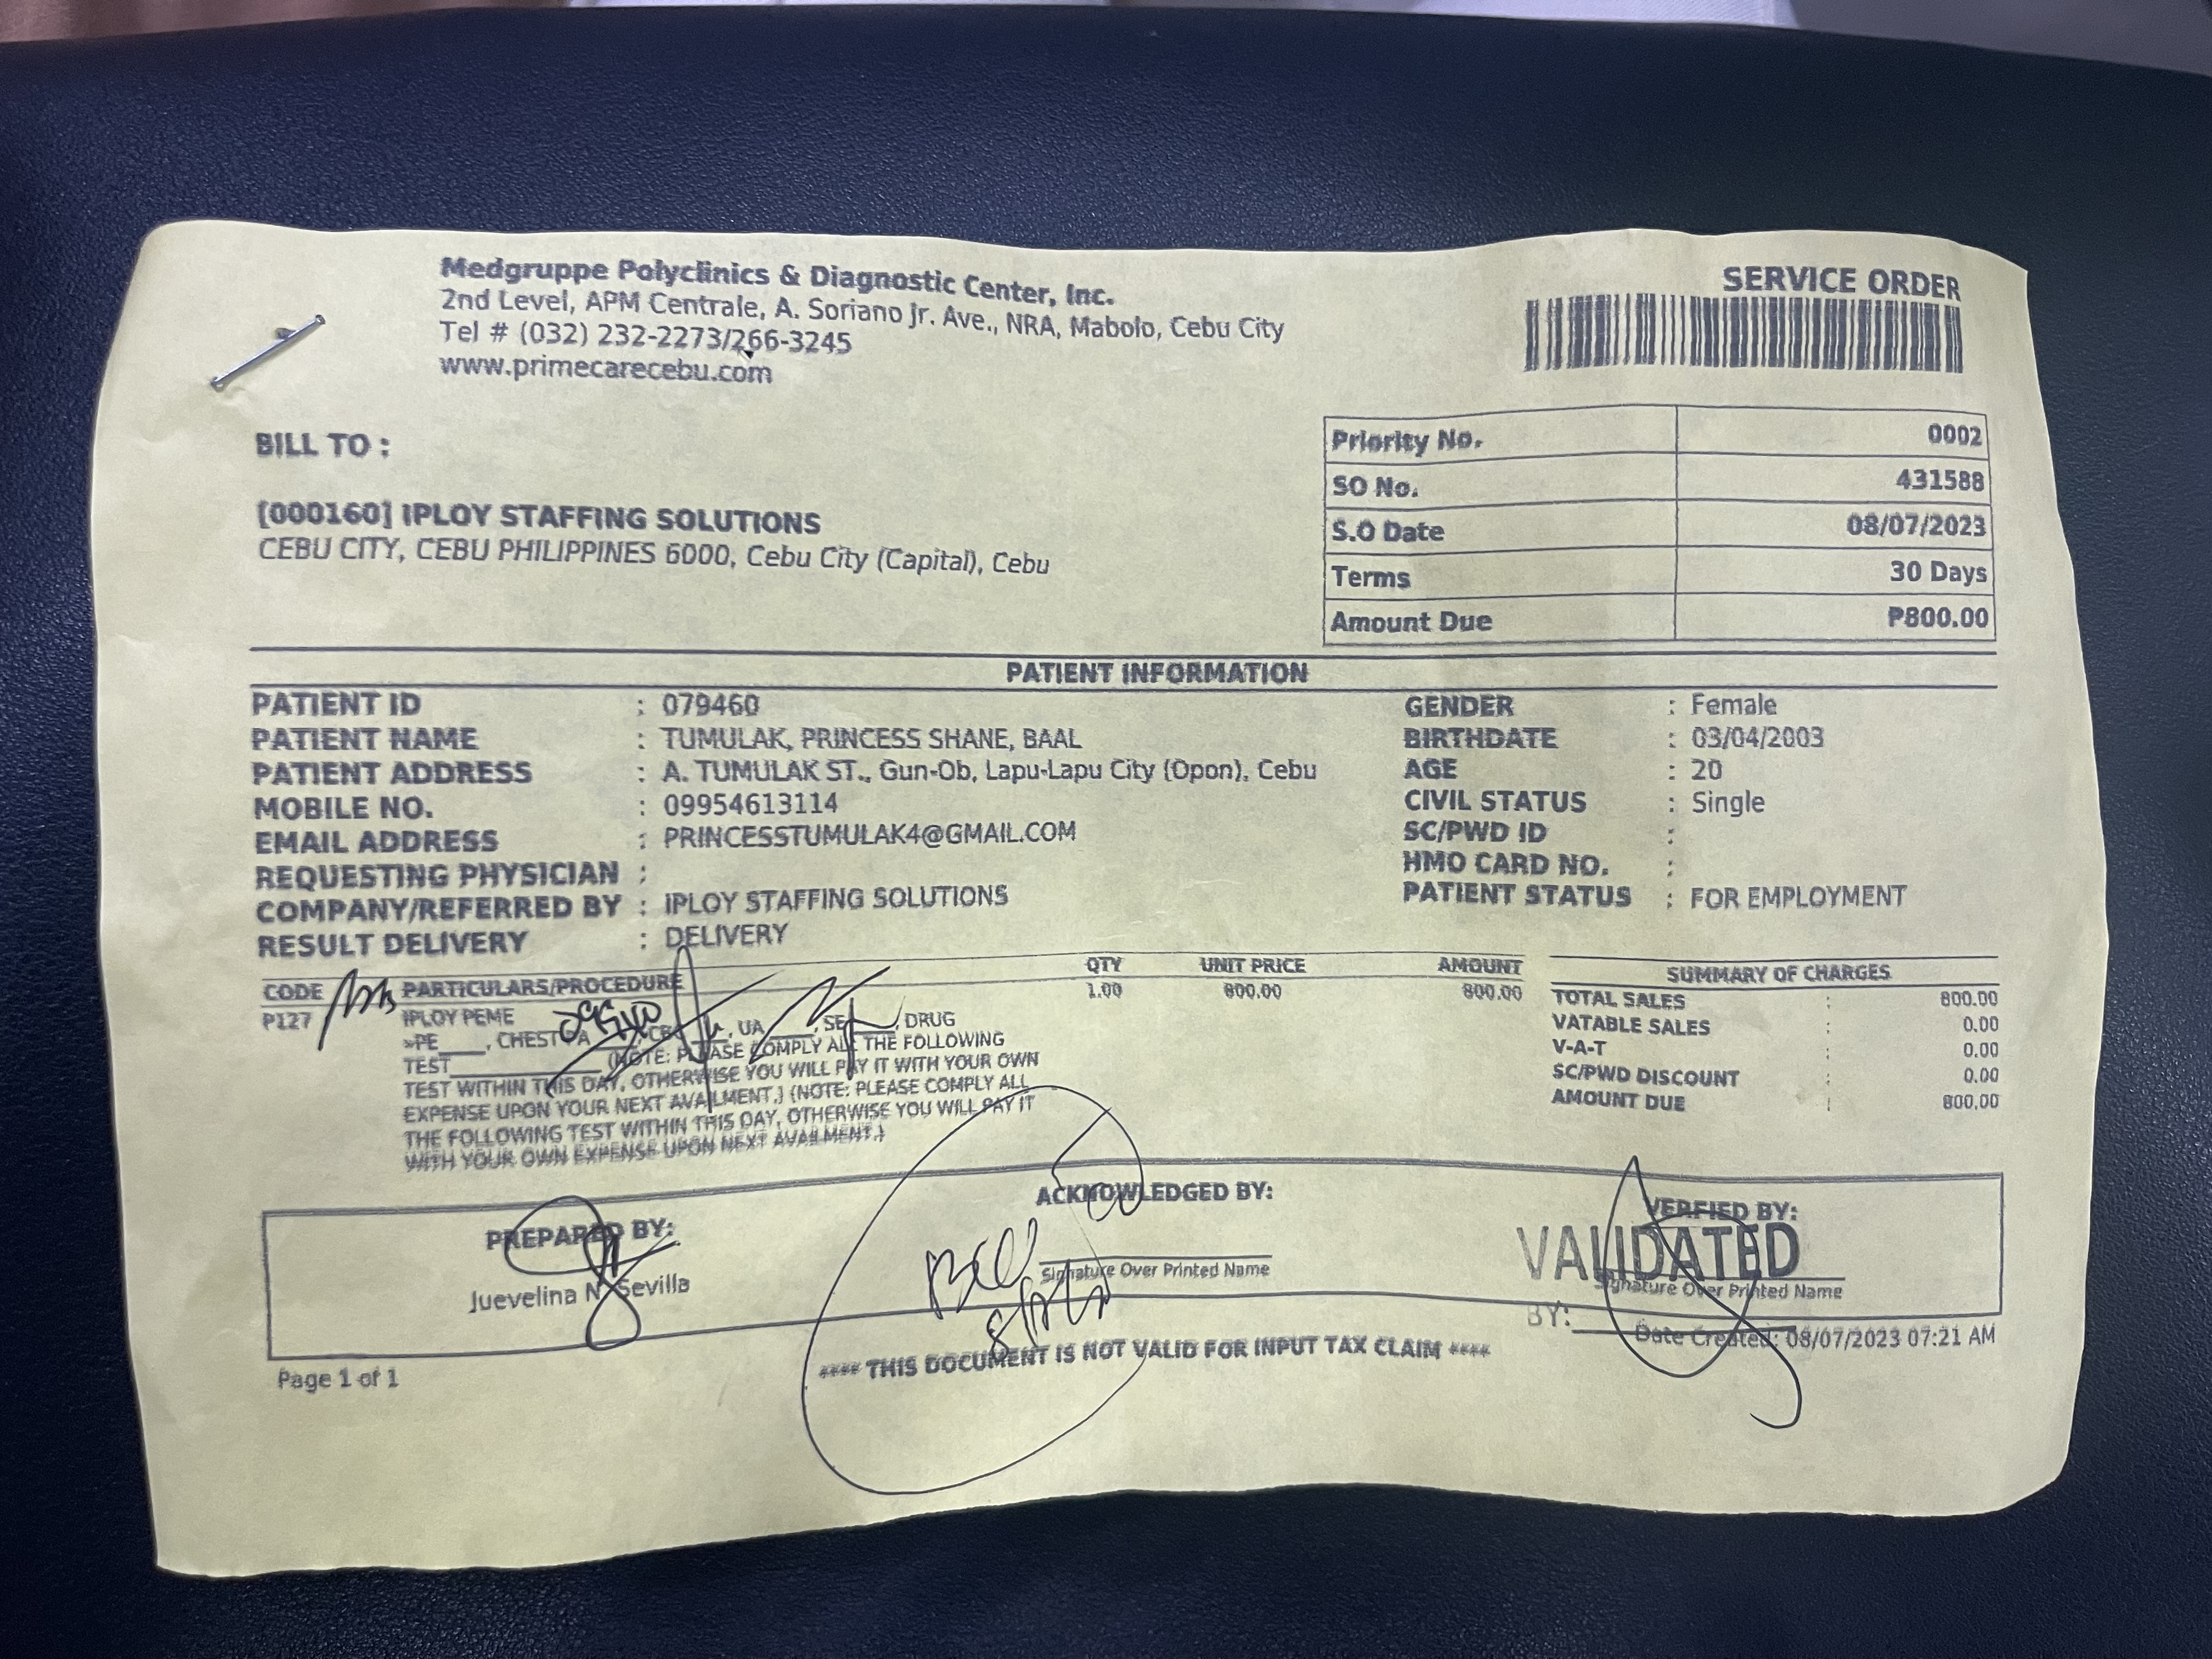 Medgruppe Polyclinics & Diagnostic Center, Inc.
2nd Level, APM Centrale, A. Soriano Jr. Ave., NRA, Mabolo, Cebu City
Tel # (032) 232-2273/266-3245
www.primecarecebu.com
SERVICE ORDER
BILL TO :
[000160] IPLOY STAFFING SOLUTIONS
CEBU CITY, CEBU PHILIPPINES 6000, Cebu City (Capital), Cebu
Priority No. 0002
SO No. 431588
S.O Date 08/07/2023
Terms 30 Days
Amount Due ₱800.00
PATIENT INFORMATION
PATIENT ID : 079460
PATIENT NAME : TUMULAK, PRINCESS SHANE, BAAL
PATIENT ADDRESS : A. TUMULAK ST., Gun-Ob, Lapu-Lapu City (Opon), Cebu
MOBILE NO. : 09954613114
EMAIL ADDRESS : PRINCESSTUMULAK4@GMAIL.COM
REQUESTING PHYSICIAN :
COMPANY/REFERRED BY : IPLOY STAFFING SOLUTIONS
RESULT DELIVERY : DELIVERY
GENDER : Female
BIRTHDATE : 03/04/2003
AGE : 20
CIVIL STATUS : Single
SC/PWD ID :
HMO CARD NO. :
PATIENT STATUS : FOR EMPLOYMENT
CODE PARTICULARS/PROCEDURE QTY UNIT PRICE AMOUNT
P127 IPLOY PEME 1.00 800.00 800.00
»PE____, CHEST PA , UA ____, DRUG
TEST____________ (NOTE: PLEASE COMPLY ALL THE FOLLOWING
TEST WITHIN THIS DAY, OTHERWISE YOU WILL PAY IT WITH YOUR OWN
EXPENSE UPON YOUR NEXT AVAILMENT.) (NOTE: PLEASE COMPLY ALL
THE FOLLOWING TEST WITHIN THIS DAY, OTHERWISE YOU WILL PAY IT
WITH YOUR OWN EXPENSE UPON NEXT AVAILMENT.)
SUMMARY OF CHARGES
TOTAL SALES : 800.00
VATABLE SALES : 0.00
V-A-T : 0.00
SC/PWD DISCOUNT : 0.00
AMOUNT DUE : 800.00
PREPARED BY:
Juevelina N. Sevilla
ACKNOWLEDGED BY:
Signature Over Printed Name
VERFIED BY:
VALIDATED
Signature Over Printed Name
BY:
Date Created: 08/07/2023 07:21 AM
**** THIS DOCUMENT IS NOT VALID FOR INPUT TAX CLAIM ****
Page 1 of 1